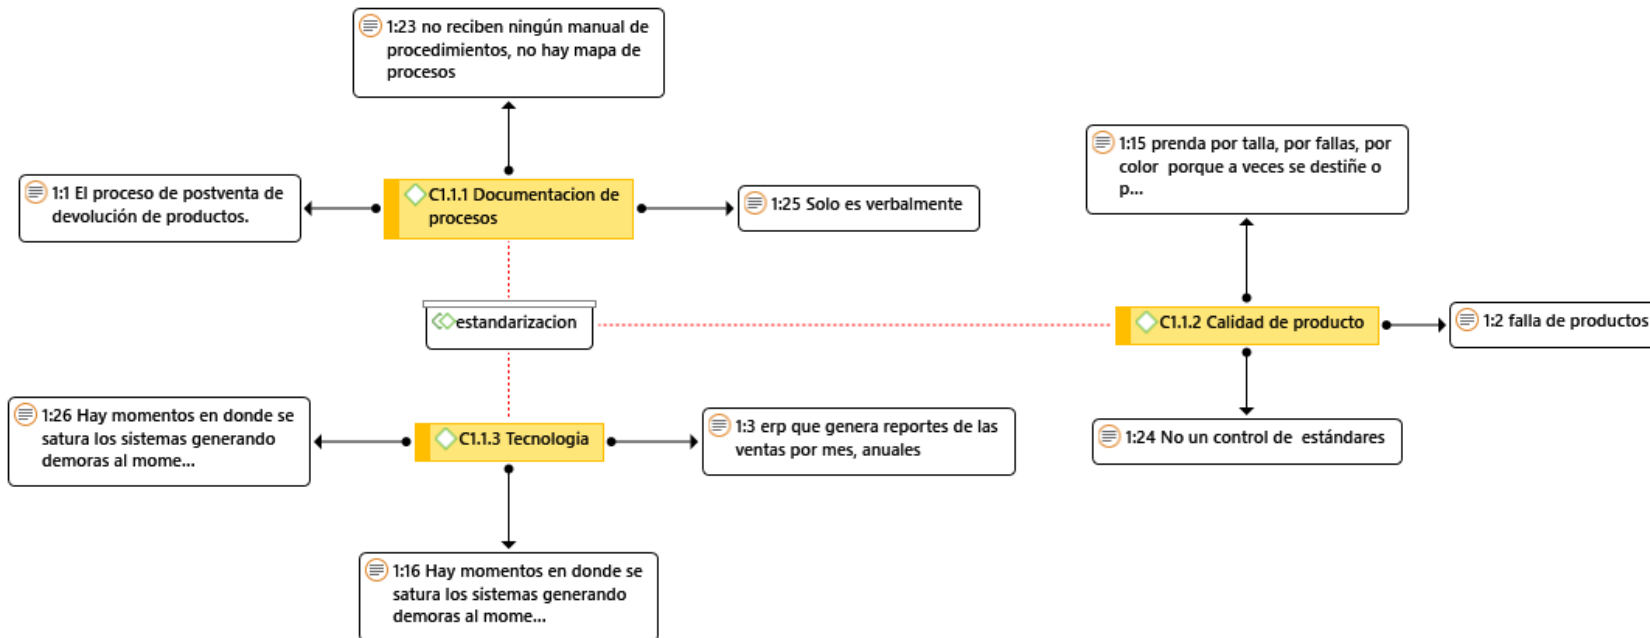 1:23 no reciben ningún manual de
procedimientos, no hay mapa de
procesos
1:15 prenda por talla, por fallas, por
color  porque a veces se destiñe o
p...
1:1 El proceso de postventa de
devolución de productos.
C1.1.1 Documentacion de
procesos
1:25 Solo es verbalmente
estandarizacion
C1.1.2 Calidad de producto
1:2 falla de productos
1:26 Hay momentos en donde se
satura los sistemas generando
demoras al mome...
C1.1.3 Tecnologia
1:3 erp que genera reportes de las
ventas por mes, anuales
1:24 No un control de  estándares
1:16 Hay momentos en donde se
satura los sistemas generando
demoras al mome...